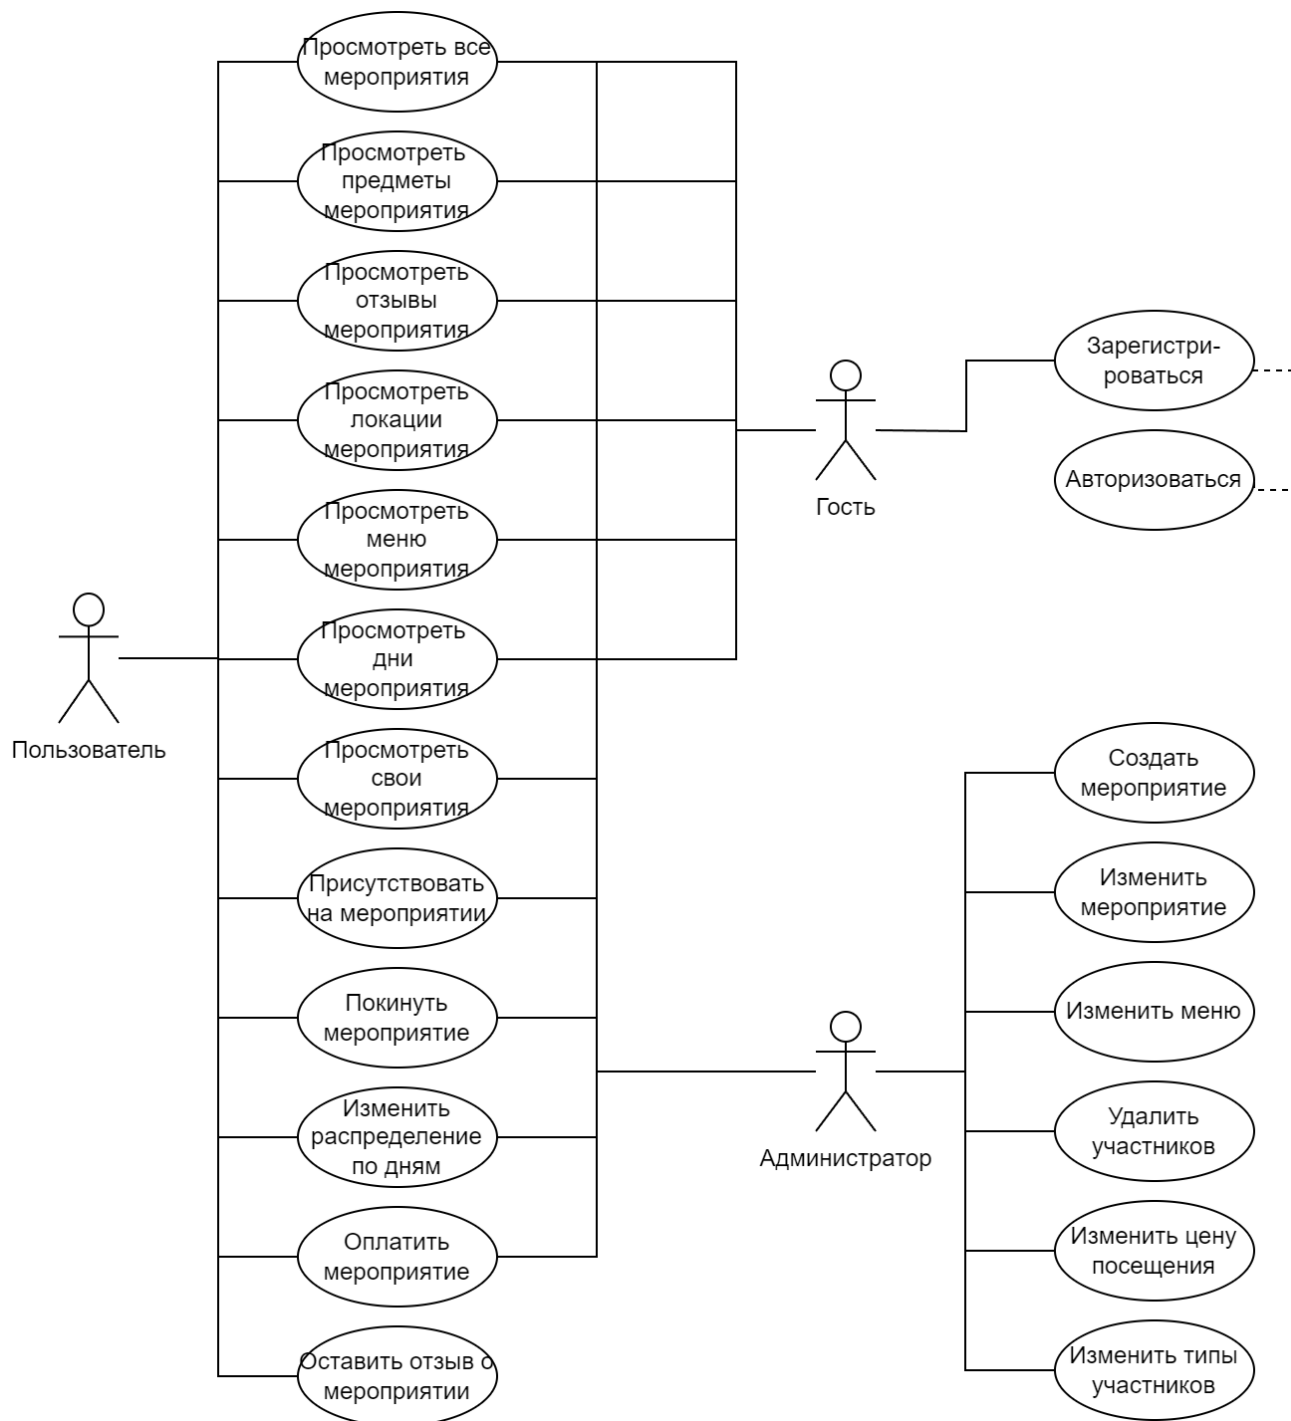 Просмотреть все
мероприятия
Просмотреть
предметы
мероприятия
Просмотреть
отзывы
мероприятия
Просмотреть
локации
мероприятия
Просмотреть
меню
мероприятия
Просмотреть
дни
мероприятия
Просмотреть
свои
мероприятия
Присутствовать
на мероприятии
Покинуть
мероприятие
Изменить
распределение
по дням
Оплатить
мероприятие
Оставить отзыв о
мероприятии
Пользователь
Гость
Администратор
Зарегистри-
роваться
Авторизоваться
Создать
мероприятие
Изменить
мероприятие
Изменить меню
Удалить
участников
Изменить цену
посещения
Изменить типы
участников